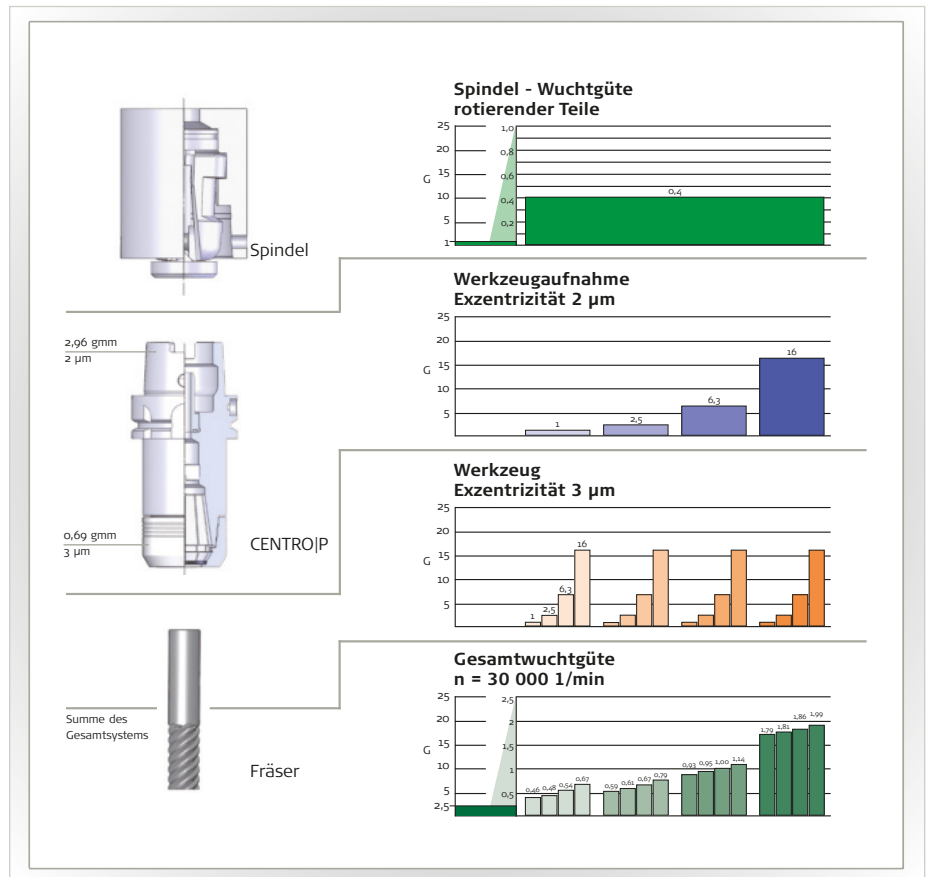 Spindel - Wuchtgüte
rotierender Teile
25
20
15
G
10
5
1
1,0
0,8
0,6
0,4
0,2
0,4
Spindel
Werkzeugaufnahme
Exzentrizität 2 µm
25
20
15
G
10
5
1
2,5
6,3
16
2,96 gmm
2 µm
0,69 gmm
3 µm
CENTRO|P
Werkzeug
Exzentrizität 3 µm
25
20
15
G
10
5
1
2,5
6,3
16
Gesamtwuchtgüte
n = 30 000 1/min
25
20
15
G
10
5
2,5
2,5
2
1,5
1
0,5
0,46 0,48 0,54 0,67
0,59 0,61 0,67 0,79
0,93 0,95 1,00 1,14
1,79 1,81 1,86 1,99
Summe des
Gesamtsystems
Fräser